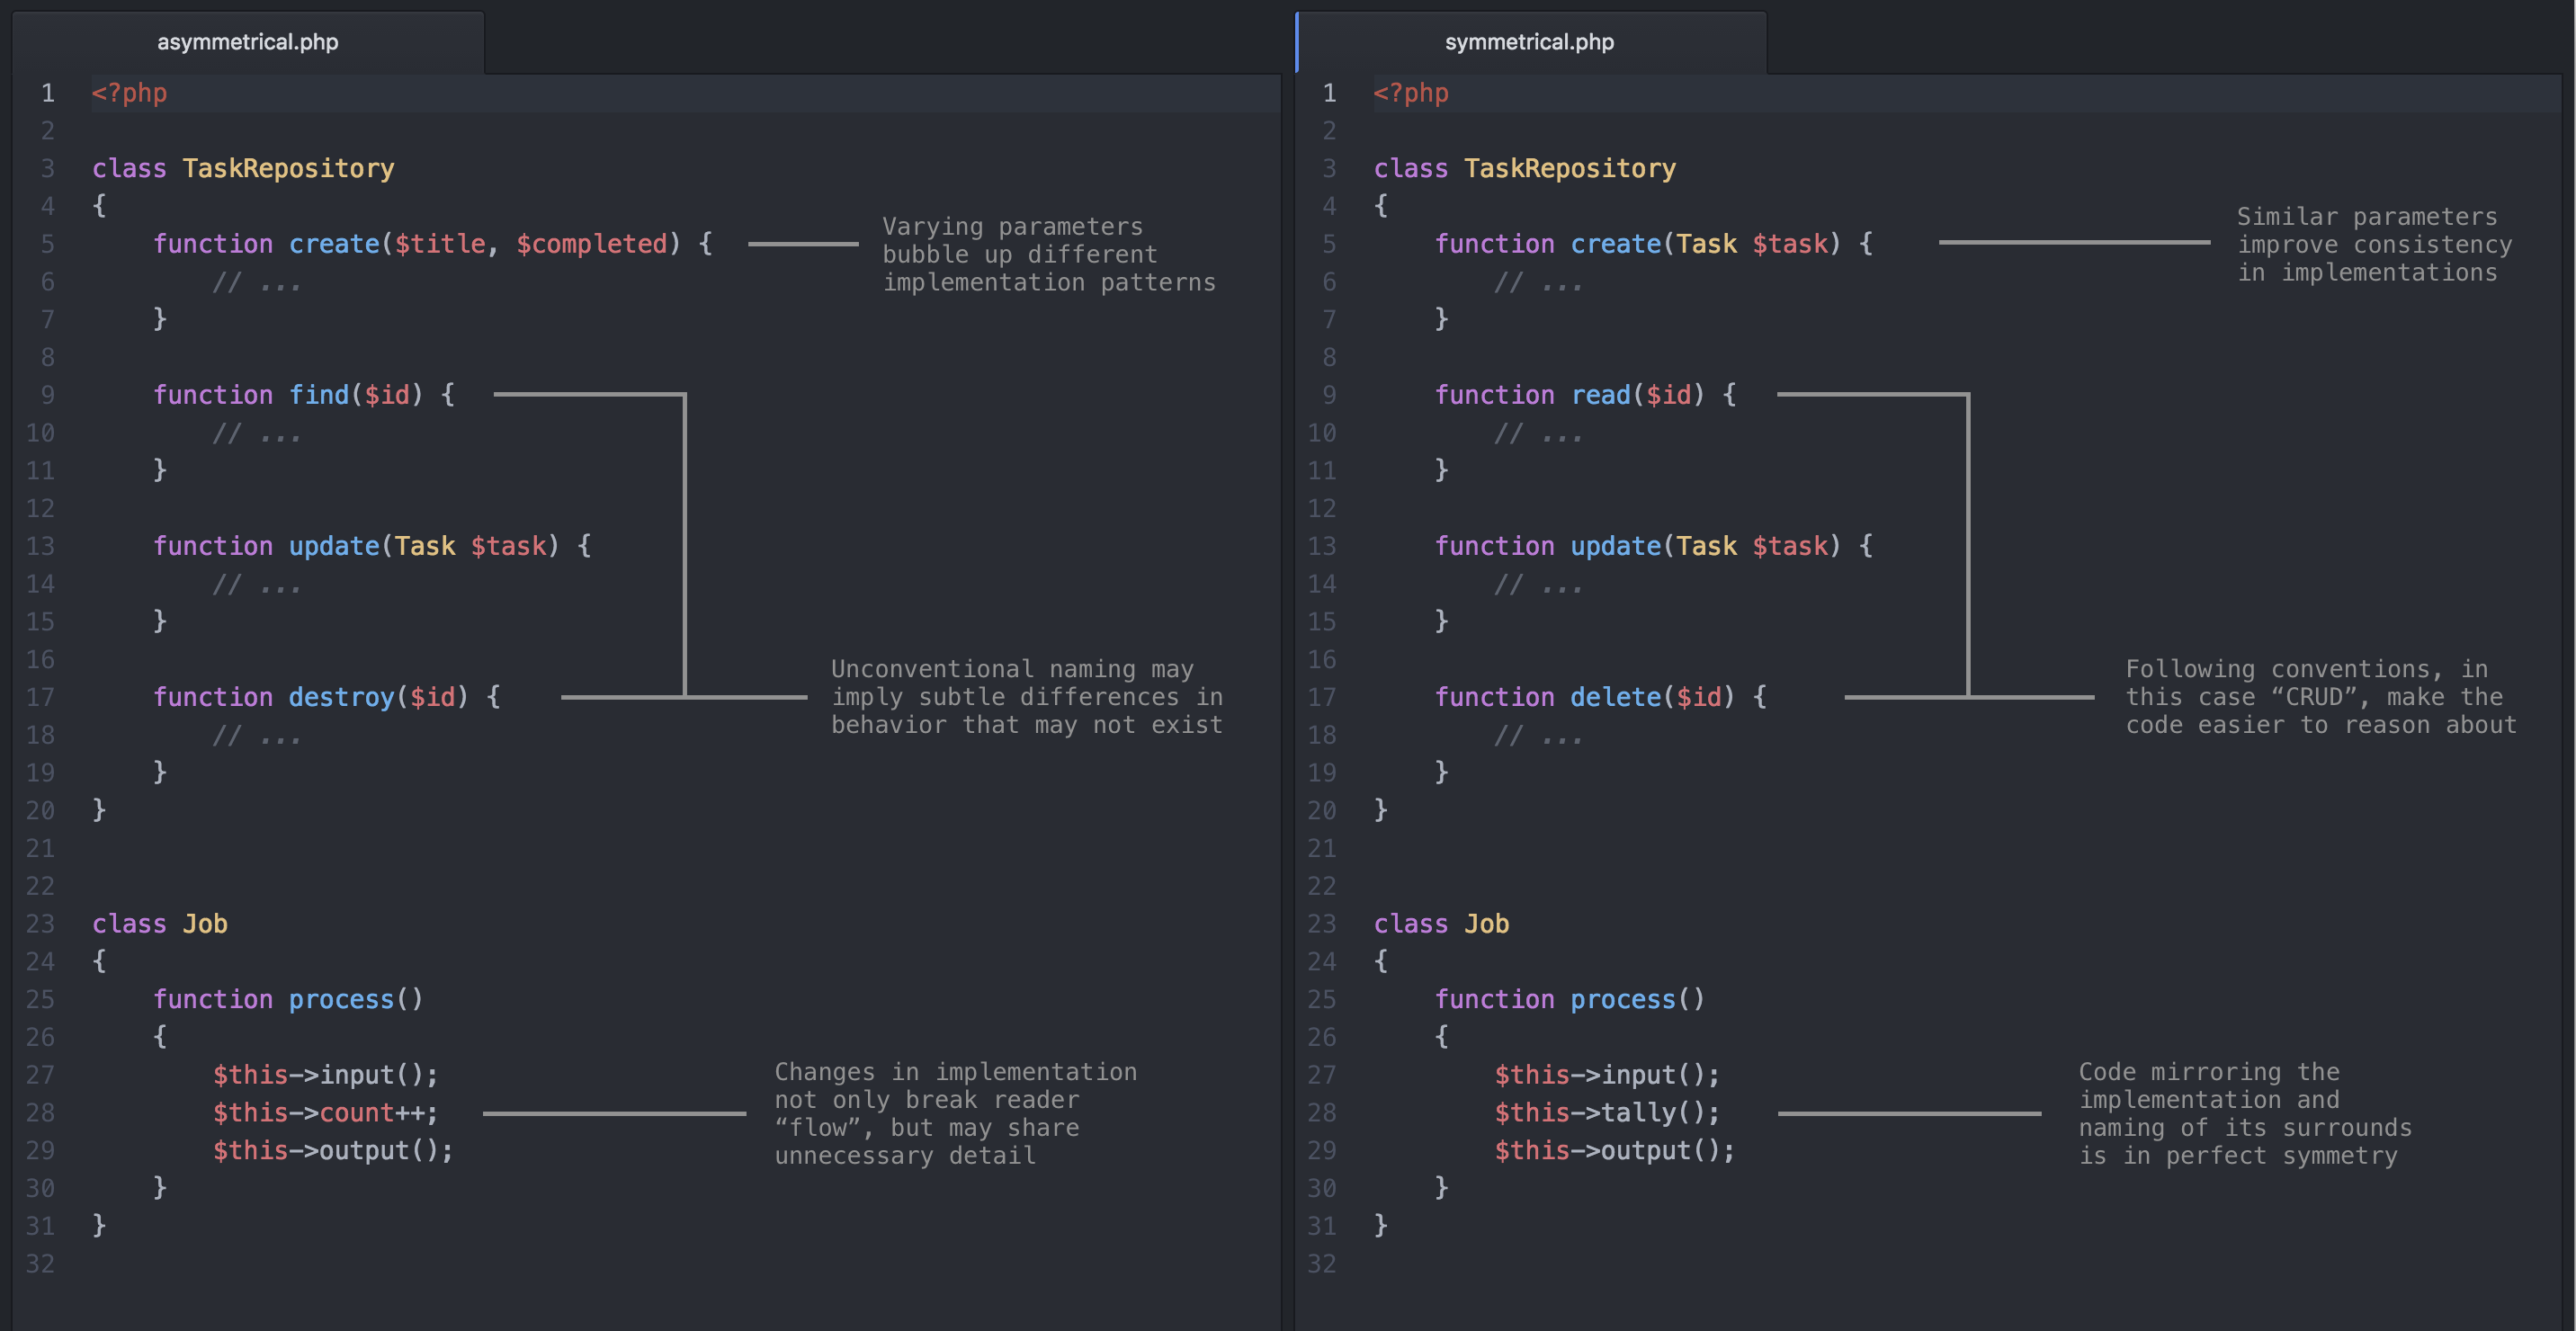 asymmetrical.php
1 <?php
2
3 class TaskRepository
4 {
5     function create($title, $completed) {
Varying parameters
bubble up different
implementation patterns
6         // ...
7     }
8
9     function find($id) {
10         // ...
11     }
12
13     function update(Task $task) {
14         // ...
15     }
16
17     function destroy($id) {
Unconventional naming may
imply subtle differences in
behavior that may not exist
18         // ...
19     }
20 }
21
22
23 class Job
24 {
25     function process()
26     {
27         $this->input();
28         $this->count++;
29         $this->output();
Changes in implementation
not only break reader
“flow”, but may share
unnecessary detail
30     }
31 }
32
symmetrical.php
1 <?php
2
3 class TaskRepository
4 {
5     function create(Task $task) {
Similar parameters
improve consistency
in implementations
6         // ...
7     }
8
9     function read($id) {
10         // ...
11     }
12
13     function update(Task $task) {
14         // ...
15     }
16
17     function delete($id) {
Following conventions, in
this case “CRUD”, make the
code easier to reason about
18         // ...
19     }
20 }
21
22
23 class Job
24 {
25     function process()
26     {
27         $this->input();
28         $this->tally();
29         $this->output();
Code mirroring the
implementation and
naming of its surrounds
is in perfect symmetry
30     }
31 }
32